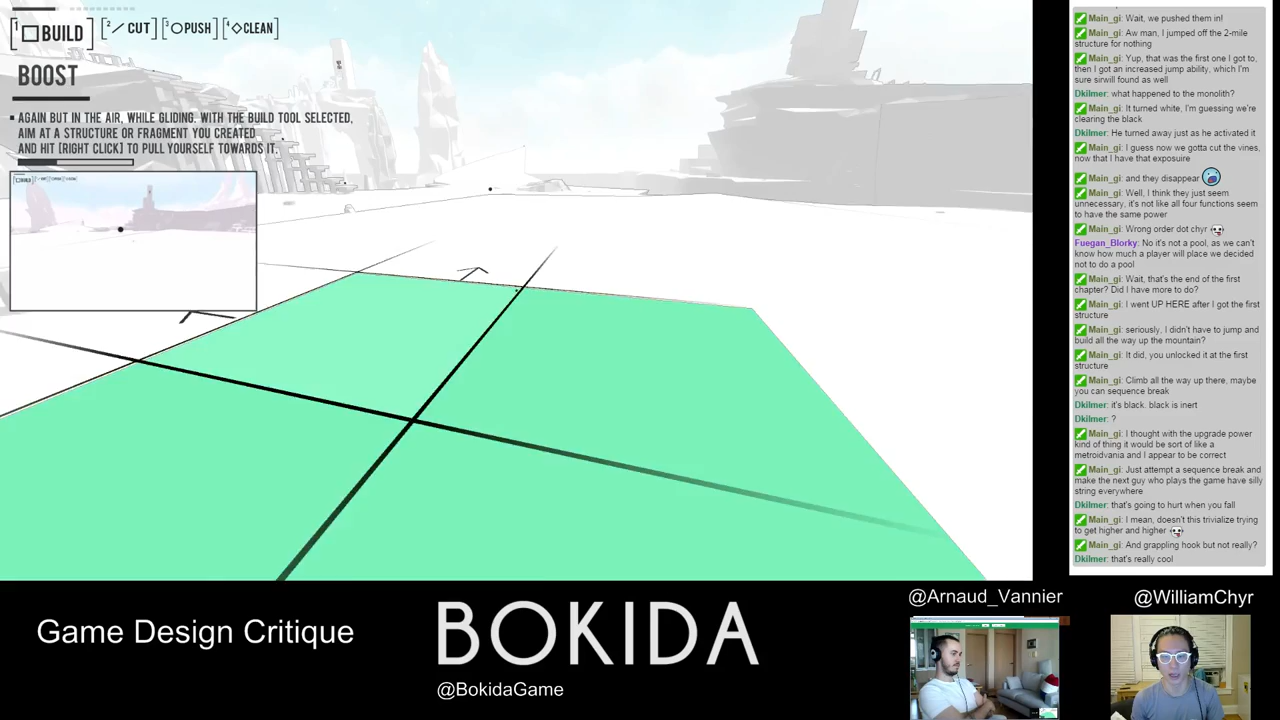 [1 BUILD] [2 CUT] [3 PUSH] [4 CLEAN]
BOOST
AGAIN BUT IN THE AIR, WHILE GLIDING. WITH THE BUILD TOOL SELECTED,
AIM AT A STRUCTURE OR FRAGMENT YOU CREATED
AND HIT [RIGHT CLICK] TO PULL YOURSELF TOWARDS IT.
Main_gi: Wait, we pushed them in!
Main_gi: Aw man, I jumped off the 2-mile
structure for nothing
Main_gi: Yup, that was the first one I got to,
then I got an increased jump ability, which I'm
sure sirwill found as well
Dkilmer: what happened to the monolith?
Main_gi: It turned white, I'm guessing we're
clearing the black
Dkilmer: He turned away just as he activated it
Main_gi: I guess now we gotta cut the vines,
now that I have that exposure
Main_gi: and they disappear
Main_gi: Well, I think they just seem
unnecessary, it's not like all four functions seem
to have the same power
Main_gi: Wrong order dot chyr
Fuegan_Blorky: No it's not a pool, as we can't
know how much a player will place we decided
not to do a pool
Main_gi: Wait, that's the end of the first
chapter? Did I have more to do?
Main_gi: I went UP HERE after I got the first
structure
Main_gi: seriously, I didn't have to jump and
build all the way up the mountain?
Main_gi: It did, you unlocked it at the first
structure
Main_gi: Climb all the way up there, maybe
you can sequence break
Dkilmer: it's black. black is inert
Dkilmer: ?
Main_gi: I thought with the upgrade power
kind of thing it would be sort of like a
metroidvania and I appear to be correct
Main_gi: Just attempt a sequence break and
make the next guy who plays the game have silly
string everywhere
Dkilmer: that's going to hurt when you fall
Main_gi: I mean, doesn't this trivialize trying
to get higher and higher
Main_gi: And grappling hook but not really?
Dkilmer: that's really cool
Game Design Critique
BOKIDA
@BokidaGame
@Arnaud_Vannier
@WilliamChyr